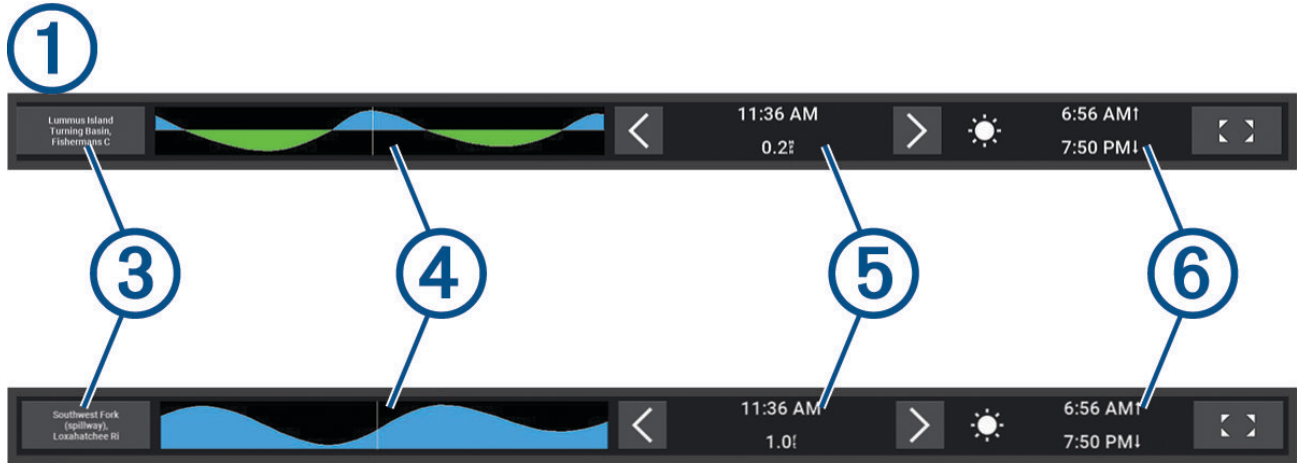 1
Lummus Island
Turning Basin,
Fishermans C
11:36 AM
0.2
6:56 AM↑
7:50 PM↓
3
4
5
6
Southwest Fork
(spillway),
Loxahatchee Ri
11:36 AM
1.0
6:56 AM↑
7:50 PM↓